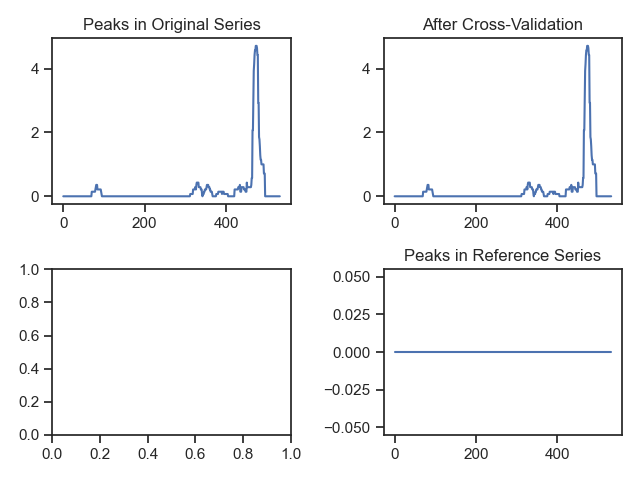 Peaks in Original Series
4
2
0
0 200 400
After Cross-Validation
4
2
0
0 200 400
1.0
0.8
0.6
0.4
0.2
0.0
0.0 0.2 0.4 0.6 0.8 1.0
Peaks in Reference Series
0.050
0.025
0.000
−0.025
−0.050
0 200 400